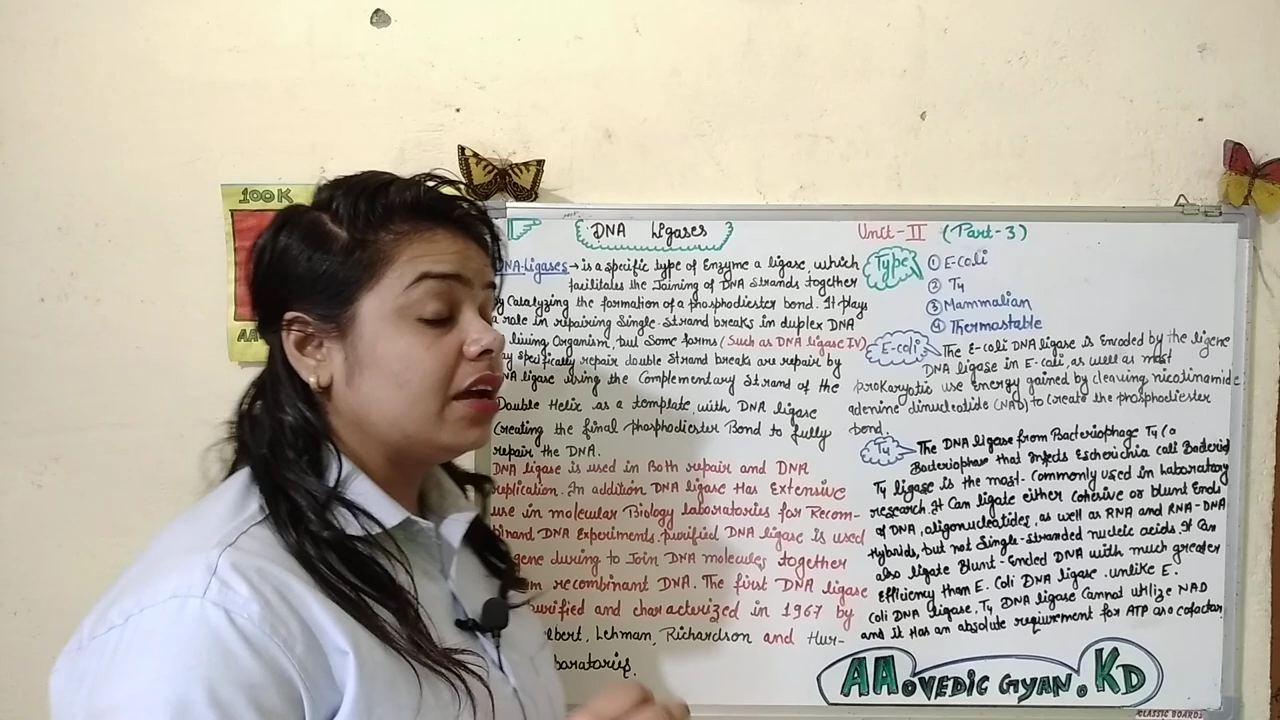 100K
AA
DNA Ligases
Unit-II (Part-3)
DNA-Ligases → is a specific type of Enzyme a ligase, which
facilitates the Joining of DNA Strands together
by Catalyzing the formation of a phosphodiester bond. It plays
a role in repairing Single-Strand breaks in duplex DNA
living Organism, but Some forms (Such as DNA ligase IV)
specifically repair double Strand breaks are repair by
DNA ligase using the Complementary Strand of the
Double Helix as a template, with DNA ligase
Creating the final phosphodiester Bond to fully
repair the DNA.
DNA ligase is used in Both repair and DNA
replication. In addition DNA ligase Has Extensive
use in molecular Biology laboratories for Recom-
binant DNA Experiments. purified DNA ligase is used
gene during to Join DNA molecules together
recombinant DNA. The first DNA ligase
purified and characterized in 1967 by
Lehman, Richardson and Hur-
Type
① E-Coli
② T4
③ Mammalian
④ Thermostable
E-Coli
The E-Coli DNA ligase is Encoded by the ligene
DNA ligase in E-coli, as well as most
prokaryotic use energy gained by cleaving nicotinamide
adenine dinucleotide (NAD) to Create the phosphodiester
bond.
T4
The DNA ligase from Bacteriophage T4 (a
Bacteriophase that infects Escherichia Coli Bacteria)
T4 ligase is the most- Commonly used in Laboratory
research. It Can ligate either Cohesive or blunt Ends
of DNA, oligonucleotides, as well as RNA and RNA-DNA
Hybrids, but not Single-stranded nucleic acids. It Can
also ligate Blunt-Ended DNA with much greater
Efficiency than E. Coli DNA ligase. unlike E.
Coli DNA ligase, T4 DNA ligase Cannot utilize NAD
and it Has an absolute requirement for ATP as a cofactor.
AA.VEDIC GYAN.KD
CLASSIC BOARDS